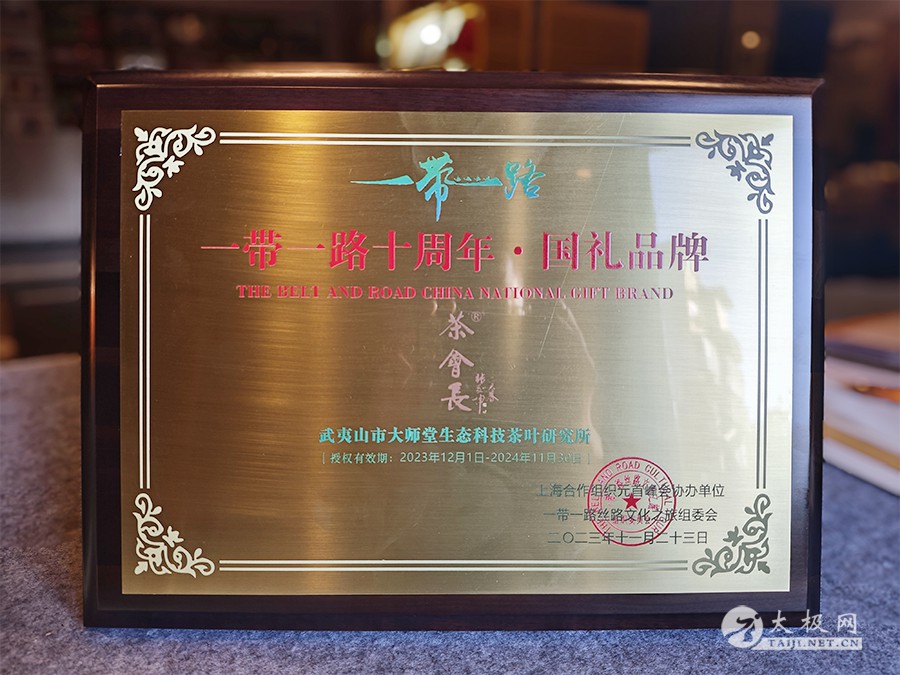 一带一路
一带一路十周年·国礼品牌
THE BELT AND ROAD CHINA NATIONAL GIFT BRAND
茶會長®
武夷山市大师堂生态科技茶叶研究所
| 授权有效期：2023年12月1日-2024年11月30日 |
上海合作组织元首峰会协办单位
一带一路丝路文化之旅组委会
二〇二三年十一月二十三日
太极网
TAIJI.NET.CN